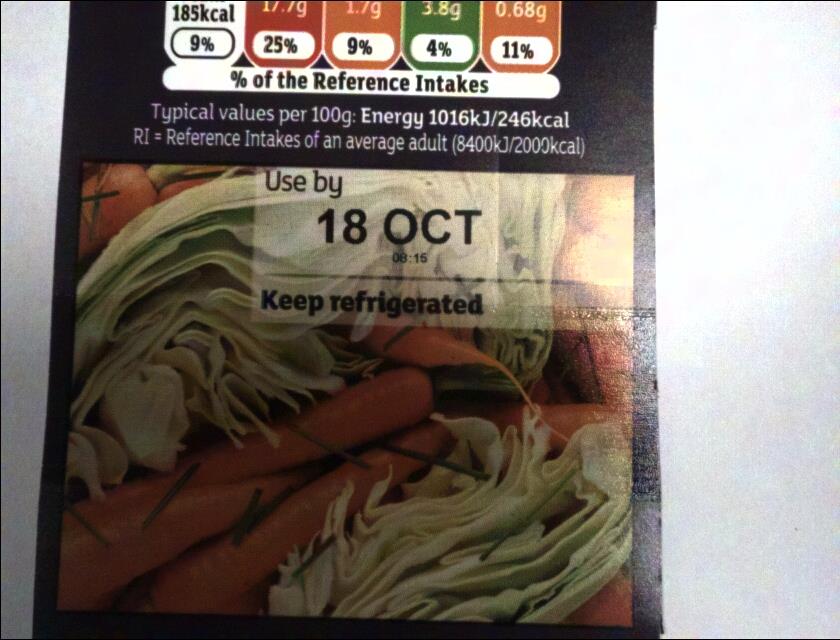 185kcal 17.7g 1.7g 3.8g 0.68g
9% 25% 9% 4% 11%
% of the Reference Intakes
Typical values per 100g: Energy 1016kJ/246kcal
RI = Reference Intakes of an average adult (8400kJ/2000kcal)
Use by
18 OCT
08:15
Keep refrigerated